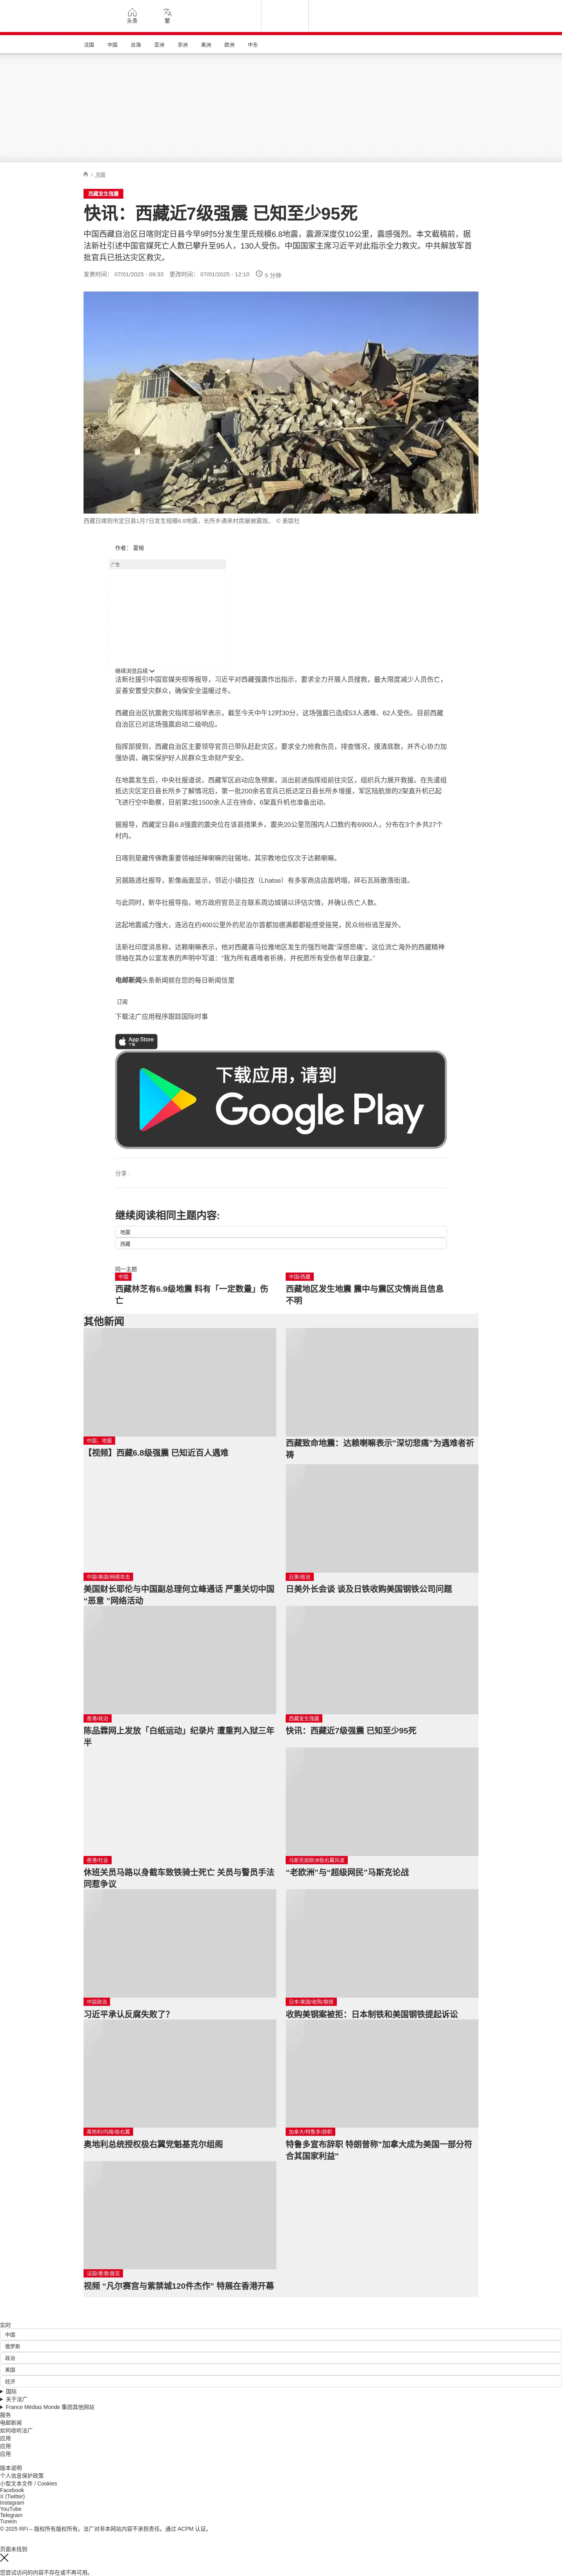 头条
繁
法国 中国 台海 亚洲 非洲 美洲 欧洲 中东
/ 中国
西藏发生强震
快讯：西藏近7级强震 已知至少95死
中国西藏自治区日喀则定日县今早9时5分发生里氏规模6.8地震，震源深度仅10公里，震感强烈。本文截稿前，据
法新社引述中国官媒死亡人数已攀升至95人，130人受伤。中国国家主席习近平对此指示全力救灾。中共解放军首
批官兵已抵达灾区救灾。
发表时间： 07/01/2025 - 09:33 更改时间： 07/01/2025 - 12:10 5 分钟
西藏日喀则市定日县1月7日发生规模6.8地震，长所乡通来村房屋被震毁。 © 美联社
作者： 夏榕
广告
继续浏览后续
法新社援引中国官媒央视等报导，习近平对西藏强震作出指示，要求全力开展人员搜救，最大限度减少人员伤亡，
妥善安置受灾群众，确保安全温暖过冬。
西藏自治区抗震救灾指挥部稍早表示，截至今天中午12时30分，这场强震已造成53人遇难、62人受伤。目前西藏
自治区已对这场强震启动二级响应。
指挥部提到，西藏自治区主要领导官员已带队赶赴灾区，要求全力抢救伤员，排查情况，摸清底数，并齐心协力加
强协调，确实保护好人民群众生命财产安全。
在地震发生后，中央社报道说，西藏军区启动应急预案，派出前进指挥组前往灾区，组织兵力展开救援。在先遣组
抵达灾区定日县长所乡了解情况后，第一批200余名官兵已抵达定日县长所乡增援，军区陆航旅的2架直升机已起
飞进行空中勘察，目前第2批1500余人正在待命，6架直升机也准备出动。
据报导，西藏定日县6.8强震的震央位在该县措果乡。震央20公里范围内人口数约有6900人，分布在3个乡共27个
村内。
日喀则是藏传佛教重要领袖班禅喇嘛的驻锡地，其宗教地位仅次于达赖喇嘛。
另据路透社报导，影像画面显示，邻近小镇拉孜（Lhatse）有多家商店店面坍塌，碎石瓦砾散落街道。
与此同时，新华社报导指，地方政府官员正在联系周边城镇以评估灾情，并确认伤亡人数。
这起地震威力强大，连远在约400公里外的尼泊尔首都加德满都都能感受摇晃，民众纷纷逃至屋外。
法新社印度消息称，达赖喇嘛表示，他对西藏喜马拉雅地区发生的强烈地震"深感悲痛"。这位流亡海外的西藏精神
领袖在其办公室发表的声明中写道："我为所有遇难者祈祷，并祝愿所有受伤者早日康复。"
电邮新闻头条新闻就在您的每日新闻信里
订阅
下载法广应用程序跟踪国际时事
App Store
下载
下载应用，请到
Google Play
分享 :
继续阅读相同主题内容:
地震
西藏
同一主题
中国
西藏林芝有6.9级地震 料有「一定数量」伤
亡
中国/西藏
西藏地区发生地震 震中与震区灾情尚且信息
不明
其他新闻
中国、地震
【视频】西藏6.8级强震 已知近百人遇难
西藏致命地震：达赖喇嘛表示"深切悲痛”为遇难者祈
祷
中国/美国/网络攻击
美国财长耶伦与中国副总理何立峰通话 严重关切中国
“恶意 ”网络活动
日美/政治
日美外长会谈 谈及日铁收购美国钢铁公司问题
香港/政治
陈品霖网上发放「白纸运动」纪录片 遭重判入狱三年
半
西藏发生强震
快讯：西藏近7级强震 已知至少95死
香港/社会
休班关员马路以身截车致铁骑士死亡 关员与警员手法
同惹争议
马斯克挺欧洲极右翼风波
“老欧洲”与“超级网民”马斯克论战
中国政治
习近平承认反腐失败了？
日本/美国/收购/钢铁
收购美钢案被拒：日本制铁和美国钢铁提起诉讼
奥地利/内阁/极右翼
奥地利总统授权极右翼党魁基克尔组阁
加拿大/特鲁多/辞职
特鲁多宣布辞职 特朗普称"加拿大成为美国一部分符
合其国家利益"
法国/香港/展览
视频 “凡尔赛宫与紫禁城120件杰作” 特展在香港开幕
实时
中国
俄罗斯
政治
美国
经济
国际
关于法广
France Médias Monde 集团其他网站
服务
电邮新闻
如何收听法广
应用
应用
应用
版本说明
个人信息保护政策
小型文本文件 / Cookies
Facebook
X (Twitter)
Instagram
YouTube
Telegram
TuneIn
© 2025 RFI – 版权所有版权所有。法广对非本网站内容不承担责任。通过 ACPM 认证。
页面未找到
您尝试访问的内容不存在或不再可用。